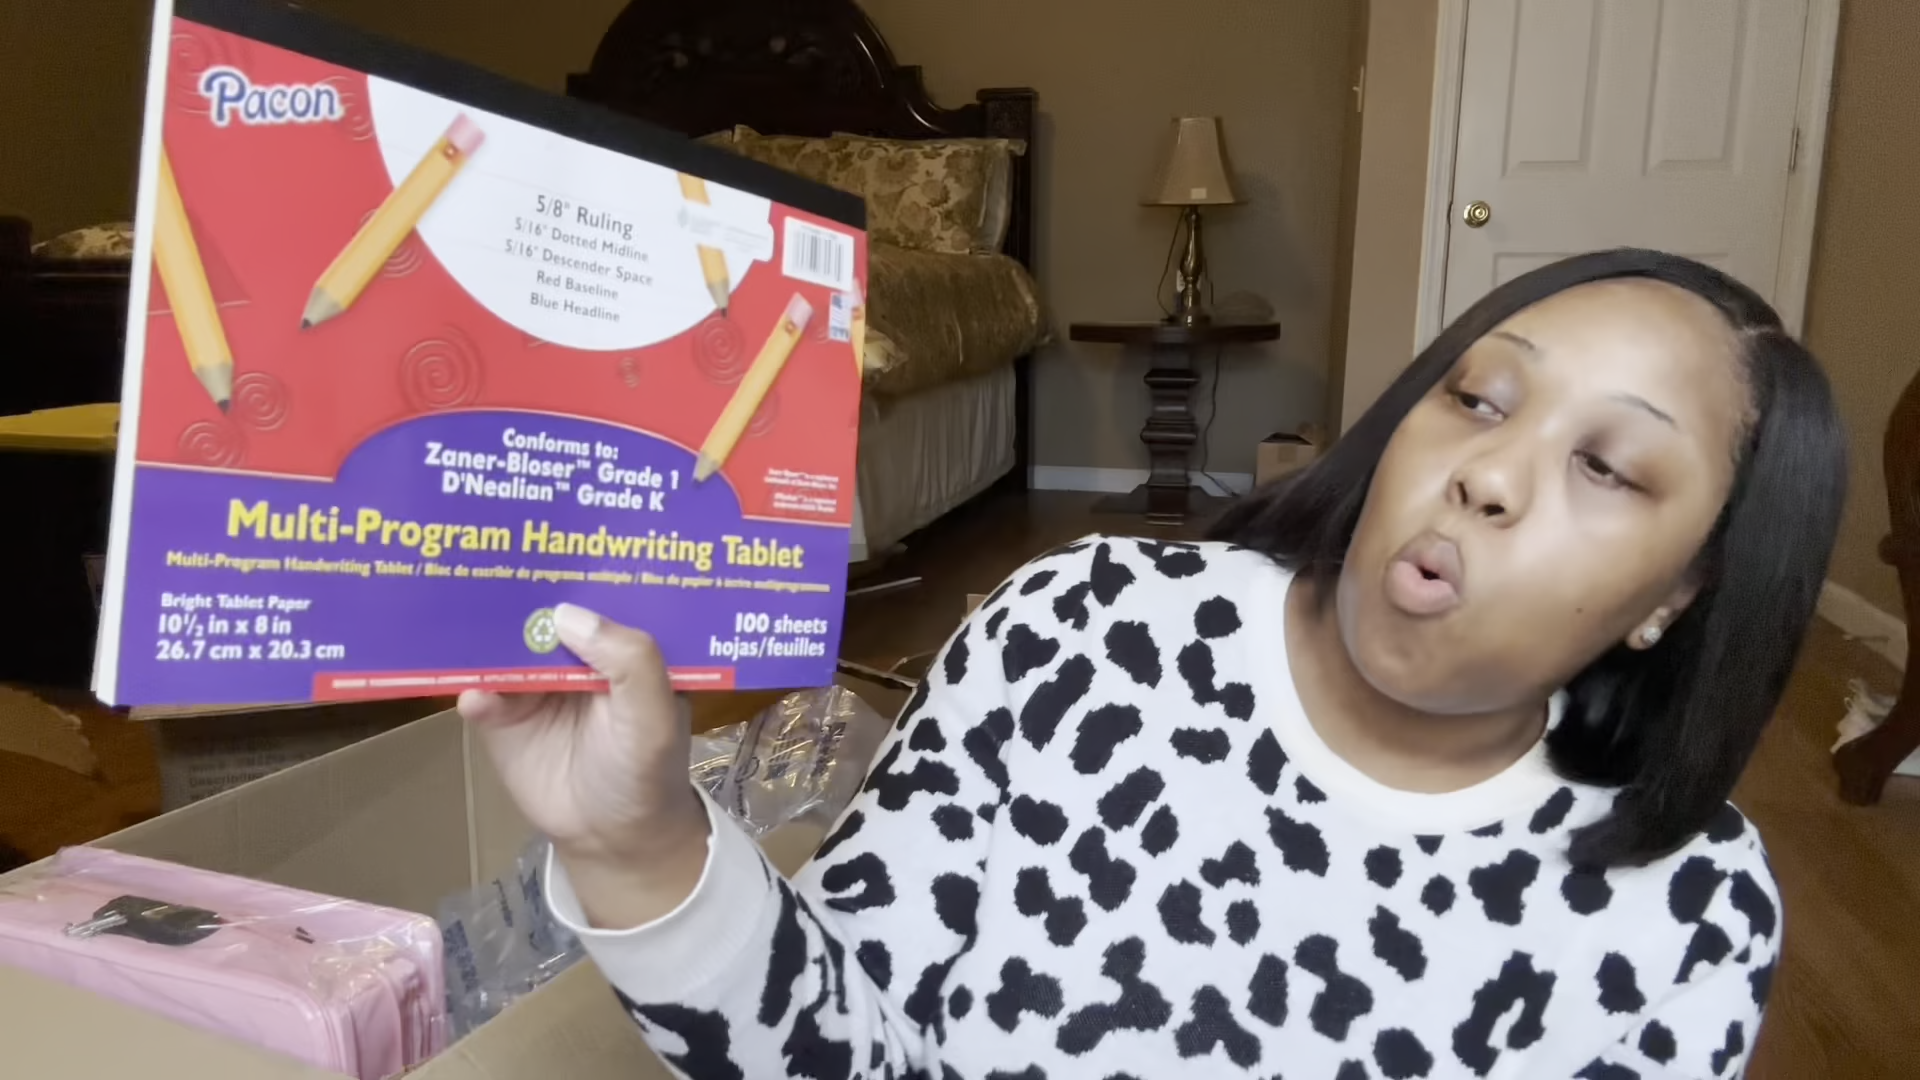 Pacon
5/8" Ruling
5/16" Dotted Midline
5/16" Descender Space
Red Baseline
Blue Headline
Conforms to:
Zaner-Bloser™ Grade 1
D'Nealian™ Grade K
Multi-Program Handwriting Tablet
Multi-Program Handwriting Tablet / Bloc de escribir de programa múltiple / Bloc de papier à écrire multiprogrammes
Bright Tablet Paper
10½ in x 8 in
26.7 cm x 20.3 cm
100 sheets
hojas/feuilles